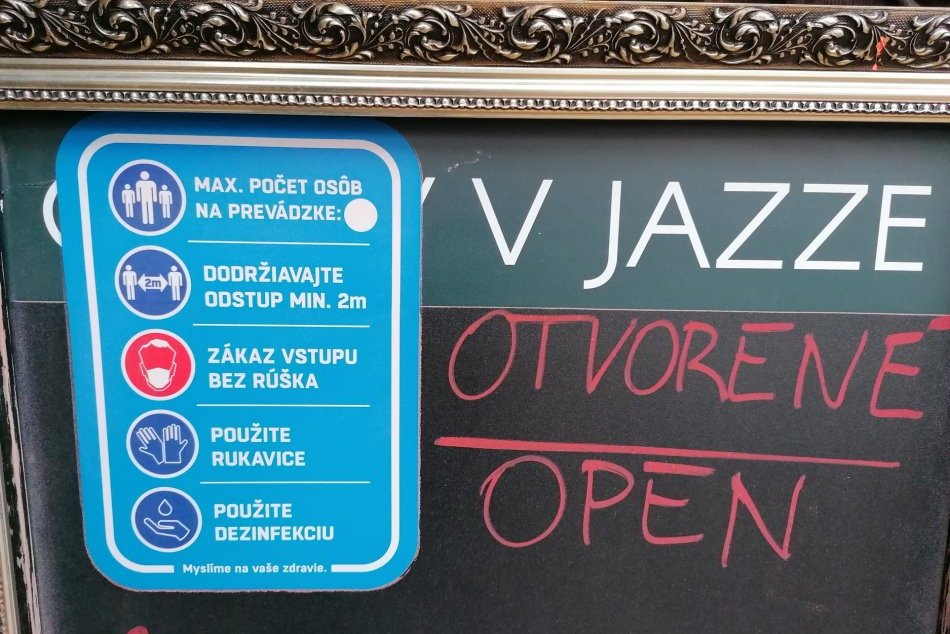 MAX. POČET OSÔB
NA PREVÁDZKE:
2m
DODRŽIAVAJTE
ODSTUP MIN. 2m
ZÁKAZ VSTUPU
BEZ RÚŠKA
POUŽITE
RUKAVICE
POUŽITE
DEZINFEKCIU
Myslíme na vaše zdravie.
V JAZZE
OTVORENÉ
OPEN